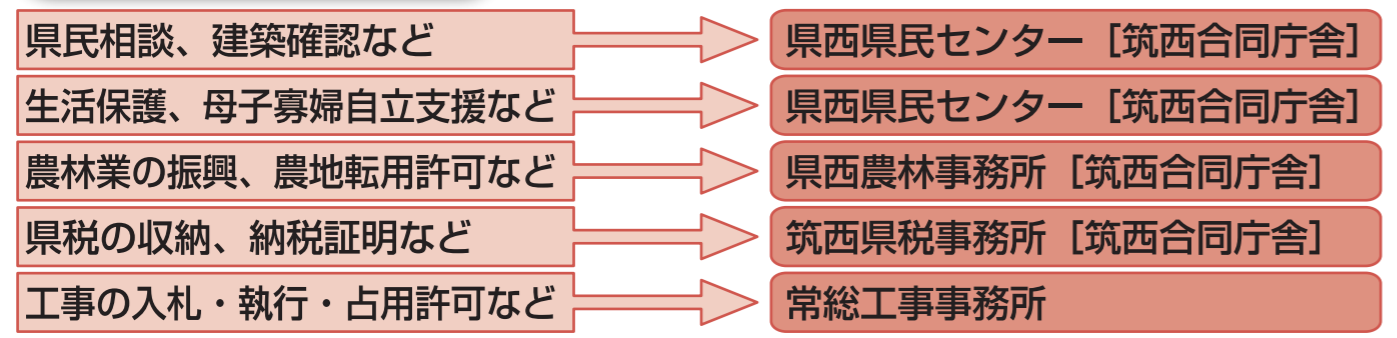 県民相談、建築確認など
県西県民センター［筑西合同庁舎］
生活保護、母子寡婦自立支援など
県西県民センター［筑西合同庁舎］
農林業の振興、農地転用許可など
県西農林事務所［筑西合同庁舎］
県税の収納、納税証明など
筑西県税事務所［筑西合同庁舎］
工事の入札・執行・占用許可など
常総工事事務所